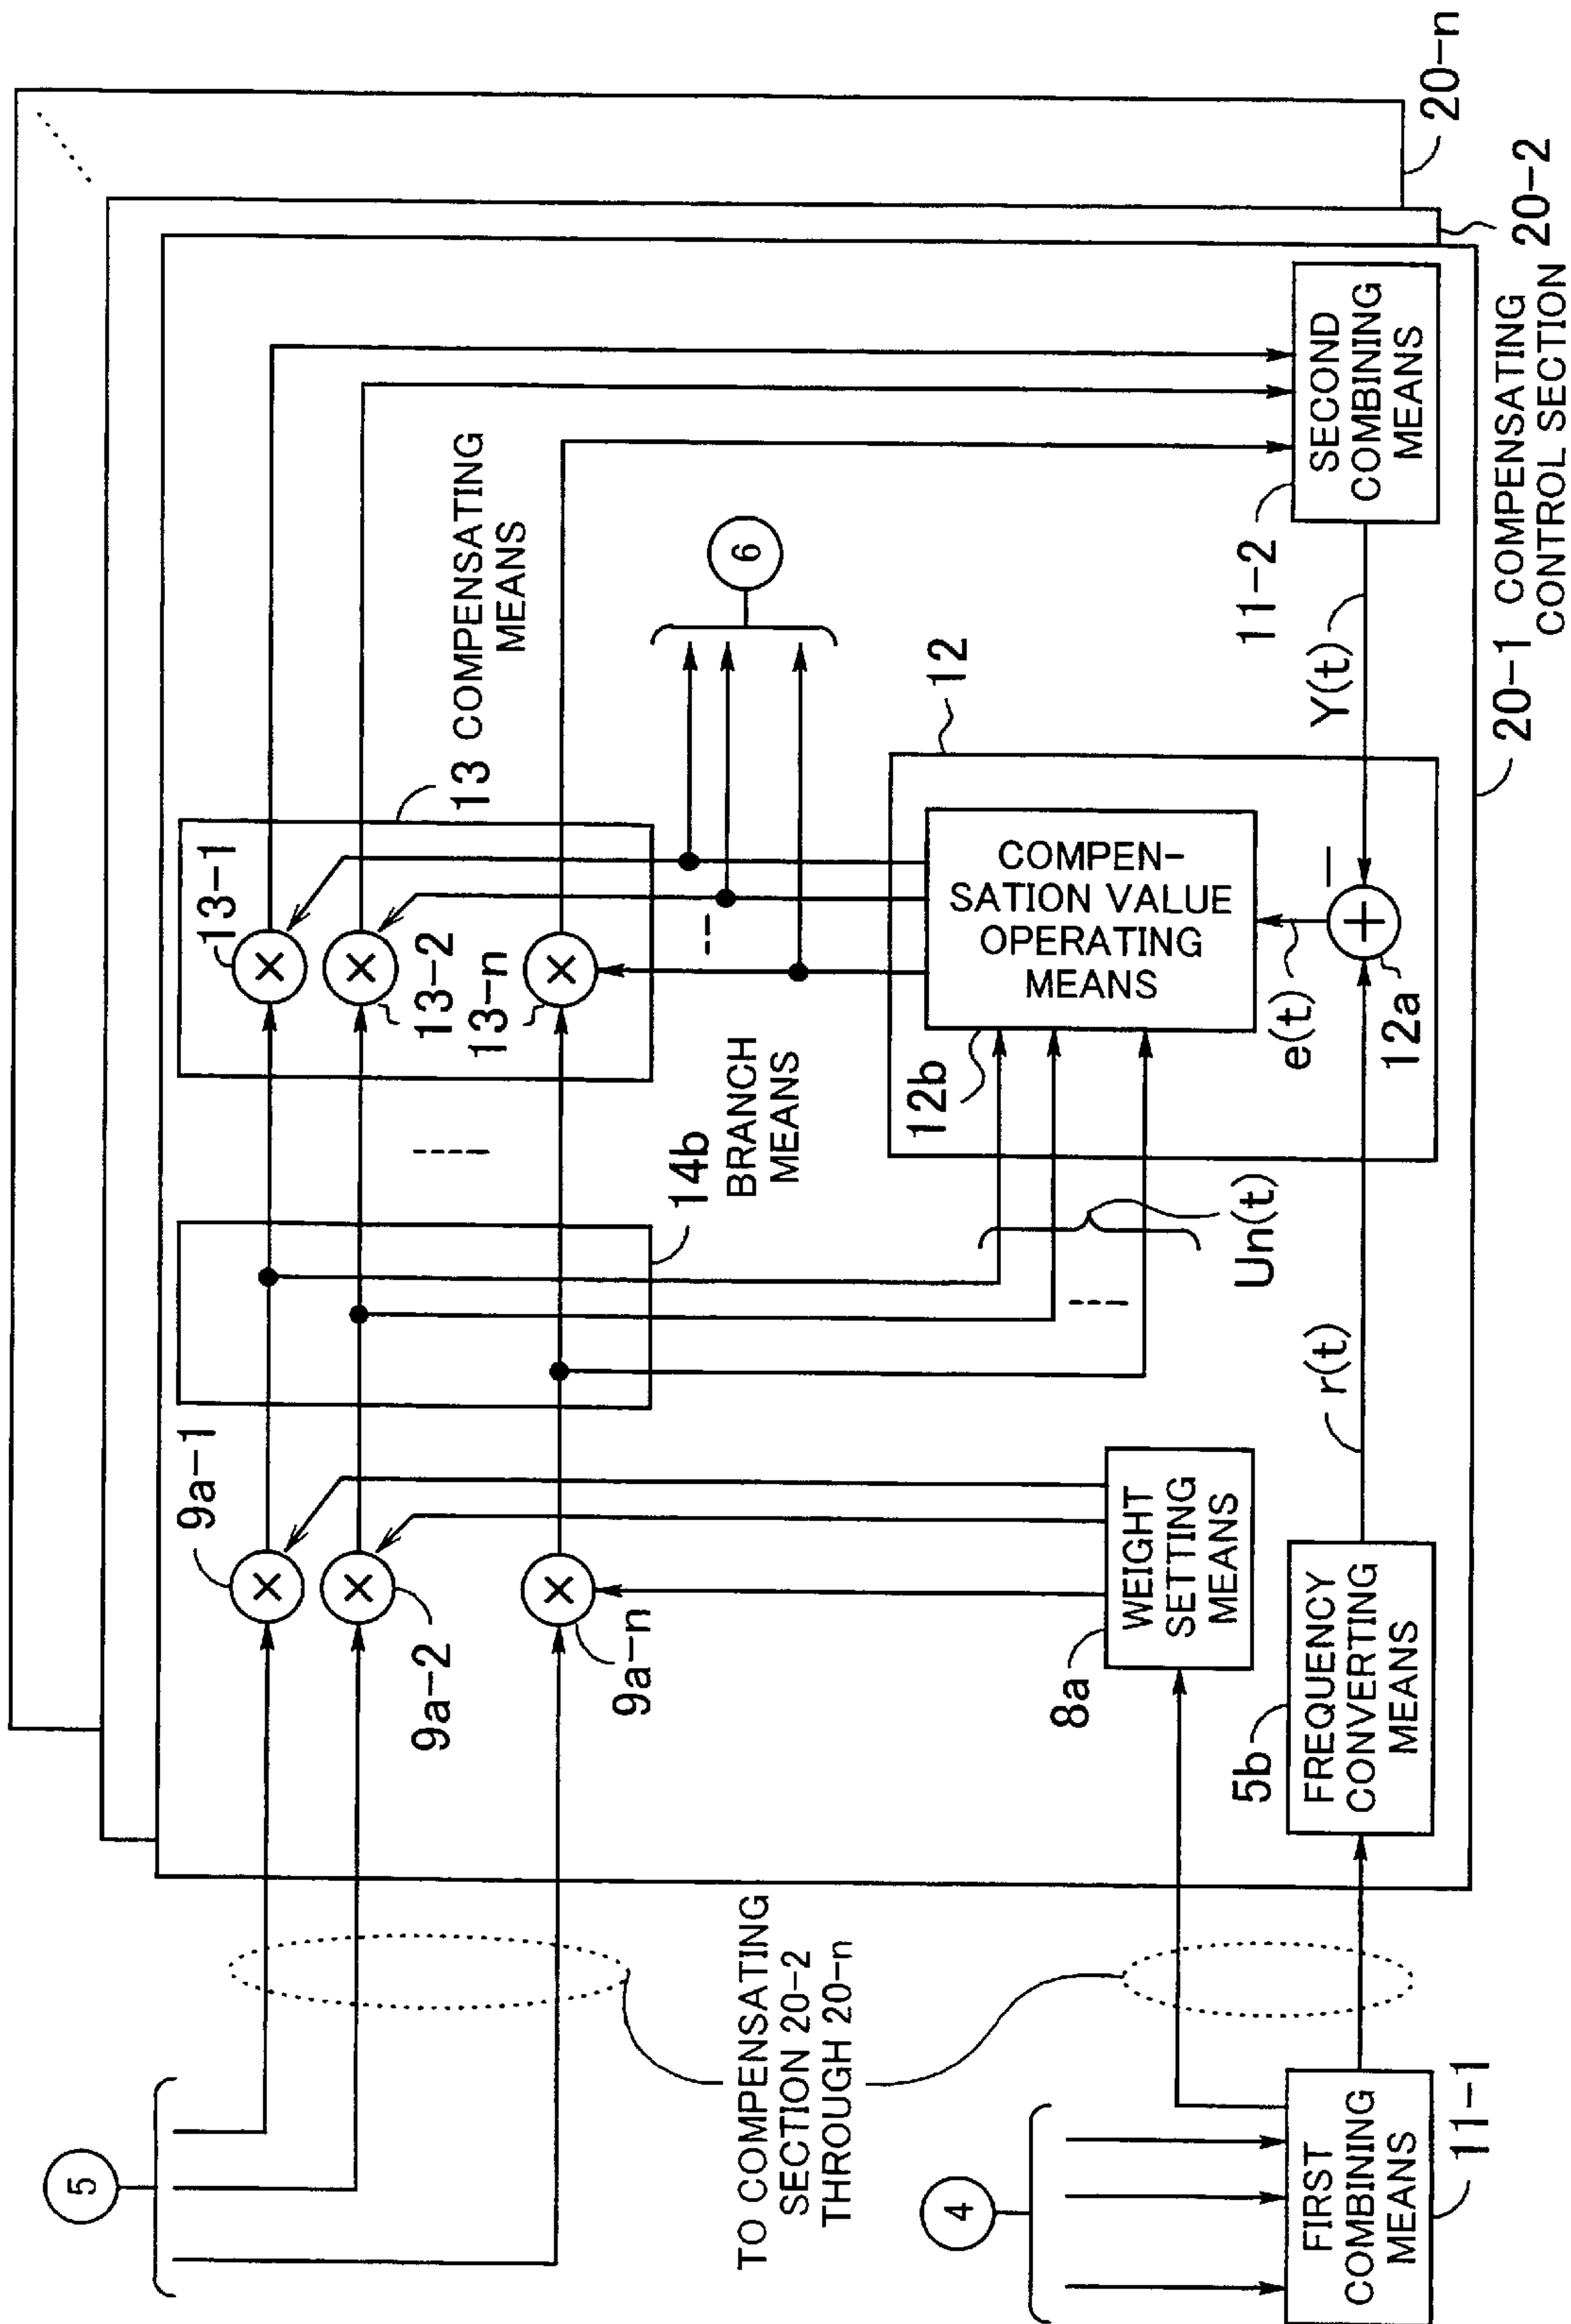 20-n
20-2
20-1 COMPENSATING
CONTROL SECTION
13 COMPENSATING
MEANS
13-1
13-2
13-n
6
SECOND
COMBINING
MEANS
11-2
Y(t)
12
COMPEN-
SATION VALUE
OPERATING
MEANS
12b
e(t)
−
+
12a
×
×
×
14b
BRANCH
MEANS
Un(t)
r(t)
9a-1
9a-2
9a-n
×
×
×
WEIGHT
SETTING
MEANS
8a
FREQUENCY
CONVERTING
MEANS
5b
5
TO COMPENSATING
SECTION 20-2
THROUGH 20-n
4
FIRST
COMBINING
MEANS
11-1